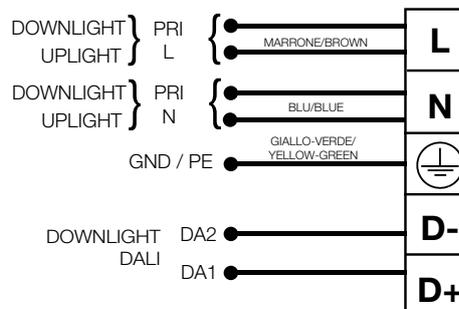 DOWNLIGHT } PRI {
UPLIGHT L
MARRONE/BROWN
L
DOWNLIGHT } PRI {
UPLIGHT N
BLU/BLUE
N
GIALLO-VERDE/
YELLOW-GREEN
GND / PE
DOWNLIGHT
DALI
DA2
D-
DA1
D+